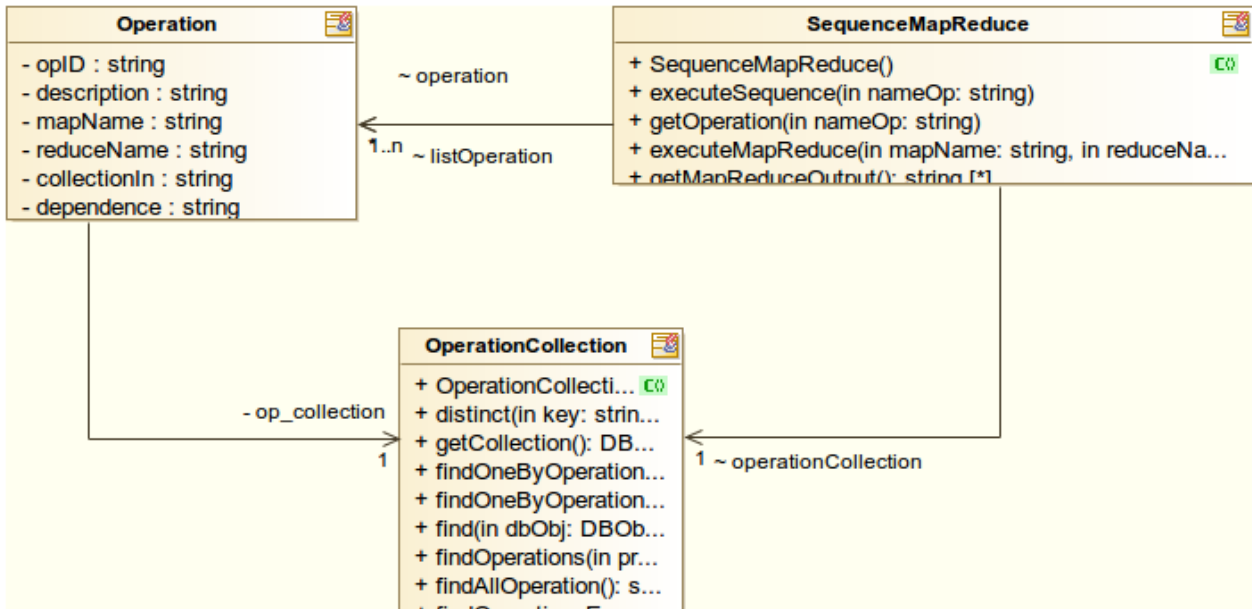 Operation
- opID : string
- description : string
- mapName : string
- reduceName : string
- collectionIn : string
- dependence : string
~ operation
1..n ~ listOperation
SequenceMapReduce
+ SequenceMapReduce()
+ executeSequence(in nameOp: string)
+ getOperation(in nameOp: string)
+ executeMapReduce(in mapName: string, in reduceNa...
+ getMapReduceOutput(): string [*]
- op_collection
1
OperationCollection
+ OperationCollecti...
+ distinct(in key: strin...
+ getCollection(): DB...
+ findOneByOperation...
+ findOneByOperation...
+ find(in dbObj: DBOb...
+ findOperations(in pr...
+ findAllOperation(): s...
1 ~ operationCollection